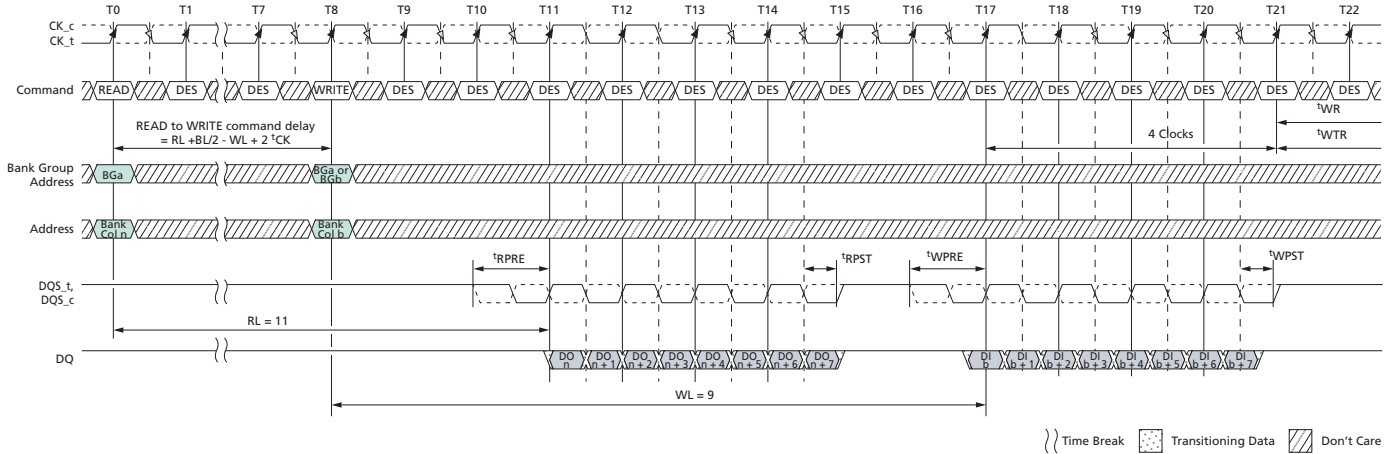 T0 T1 T7 T8 T9 T10 T11 T12 T13 T14 T15 T16 T17 T18 T19 T20 T21 T22
CK_c
CK_t
Command READ DES DES WRITE DES DES DES DES DES DES DES DES DES DES DES DES DES DES
tWR
READ to WRITE command delay
= RL +BL/2 - WL + 2 tCK
4 Clocks tWTR
Bank Group
Address
BGa
BGa or
BGb
Address
Bank
Col n
Bank
Col b
tRPRE tRPST tWPRE tWPST
DQS_t,
DQS_c
RL = 11
DQ
DO
n
DO
n + 1
DO
n + 2
DO
n + 3
DO
n + 4
DO
n + 5
DO
n + 6
DO
n + 7
DI
b
DI
b + 1
DI
b + 2
DI
b + 3
DI
b + 4
DI
b + 5
DI
b + 6
DI
b + 7
WL = 9
Time Break Transitioning Data Don't Care